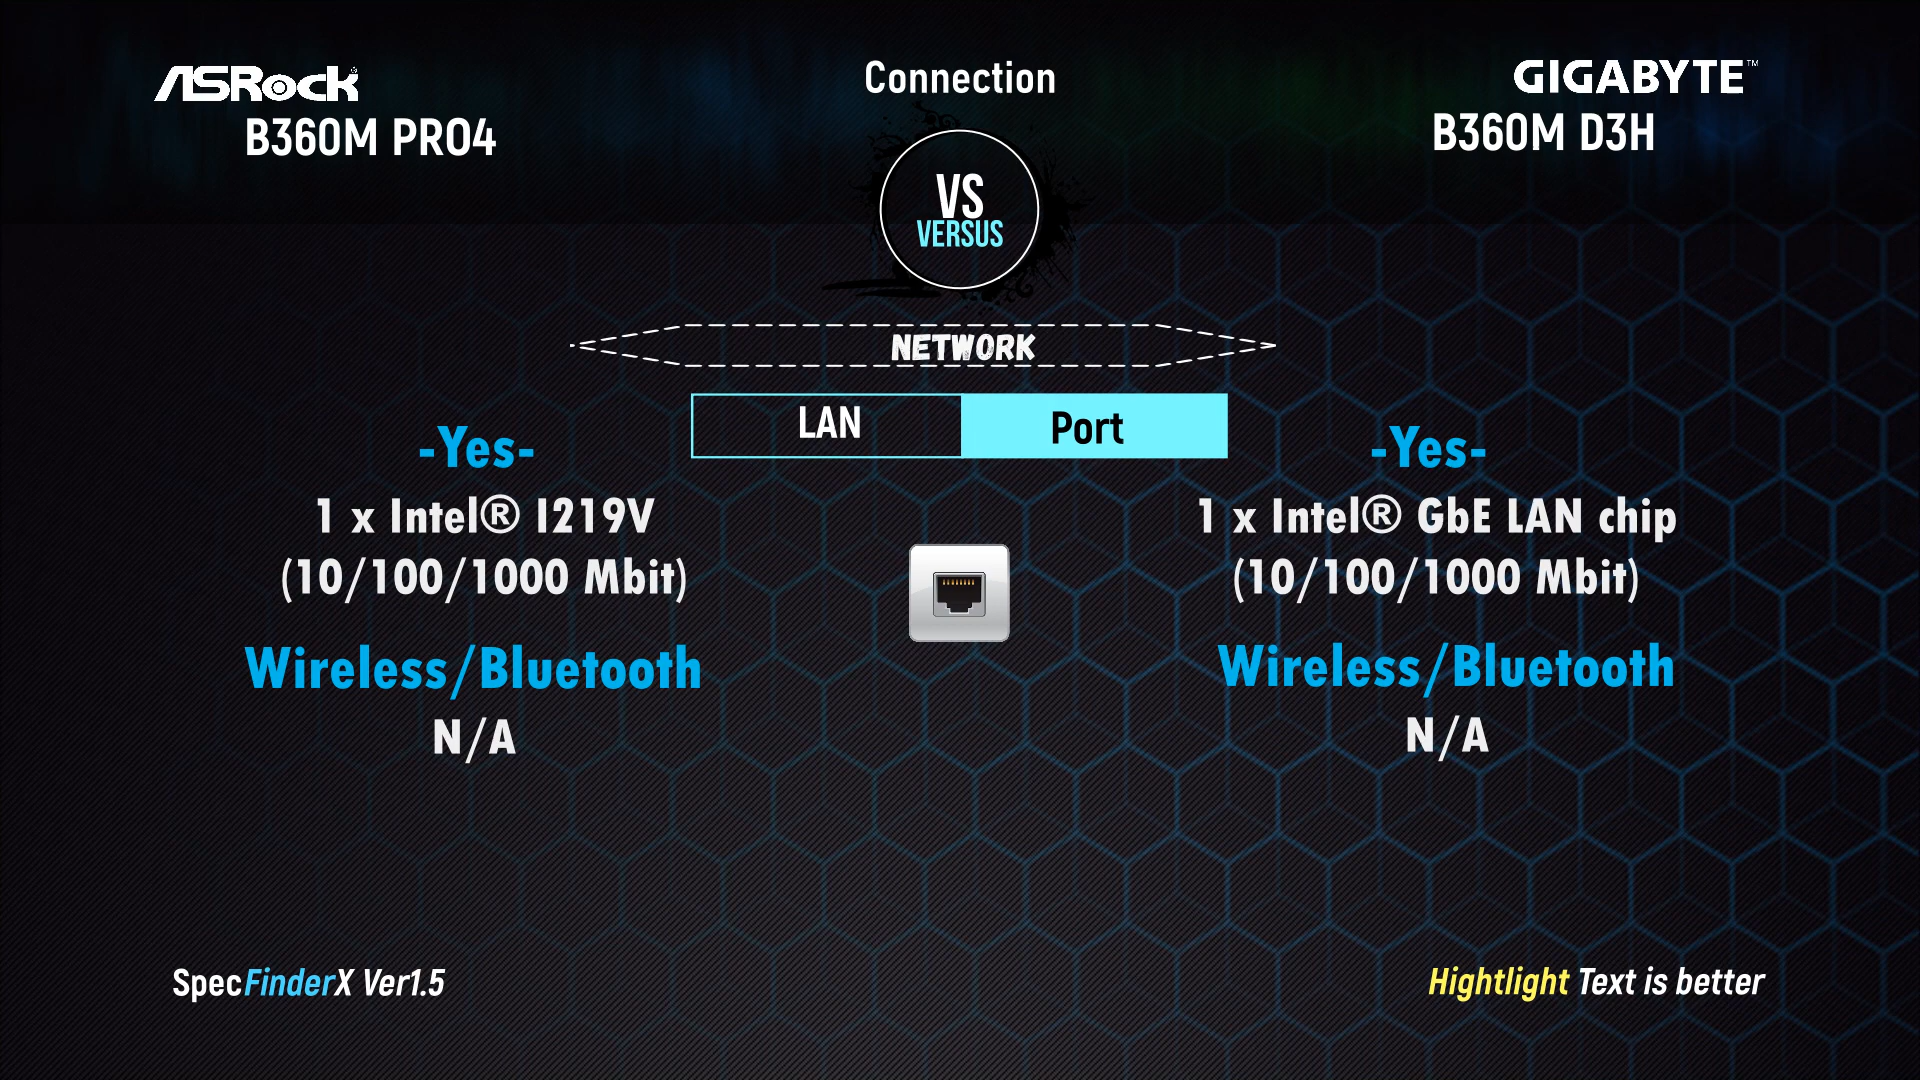 ASRock®
B360M PRO4
Connection
GIGABYTE™
B360M D3H
VS
VERSUS
NETWORK
LAN
Port
-Yes-
1 x Intel® I219V
(10/100/1000 Mbit)
Wireless/Bluetooth
N/A
-Yes-
1 x Intel® GbE LAN chip
(10/100/1000 Mbit)
Wireless/Bluetooth
N/A
SpecFinderX Ver1.5
Hightlight Text is better